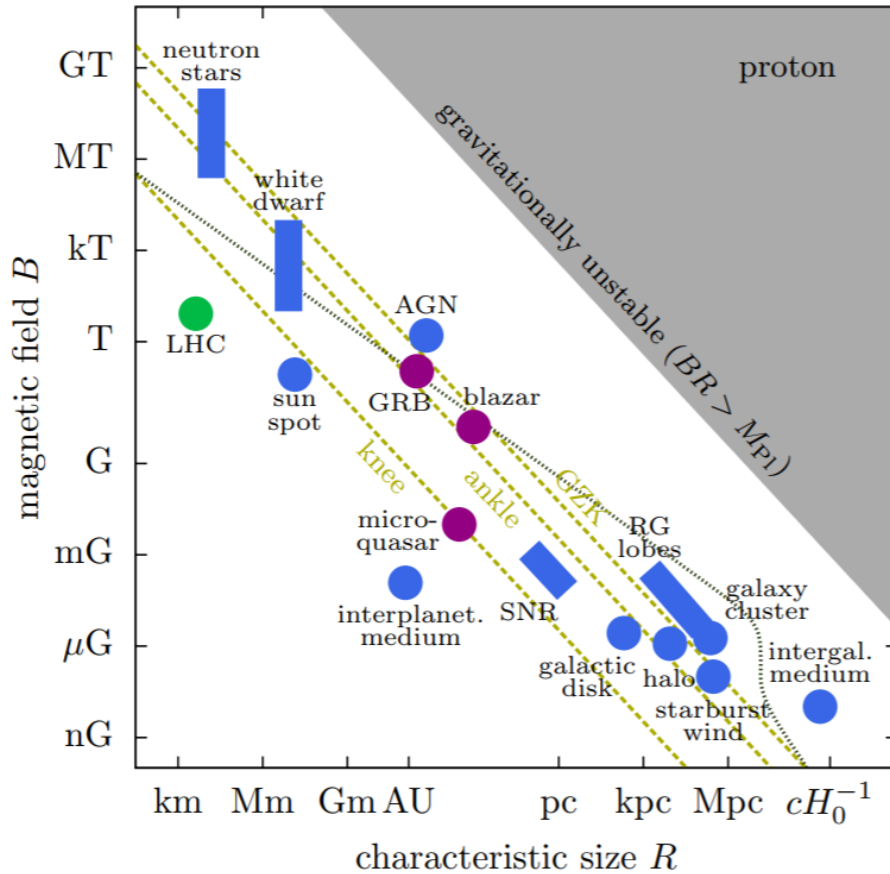 GT
MT
kT
T
G
mG
μG
nG
magnetic field B
neutron
stars
white
dwarf
proton
gravitationally unstable (BR > M_Pl)
LHC
sun
spot
AGN
GRB
blazar
knee
ankle
GZK
micro-
quasar
interplanet.
medium
SNR
RG
lobes
galaxy
cluster
galactic
disk
halo
starburst
wind
intergal.
medium
km Mm Gm AU pc kpc Mpc cH₀⁻¹
characteristic size R